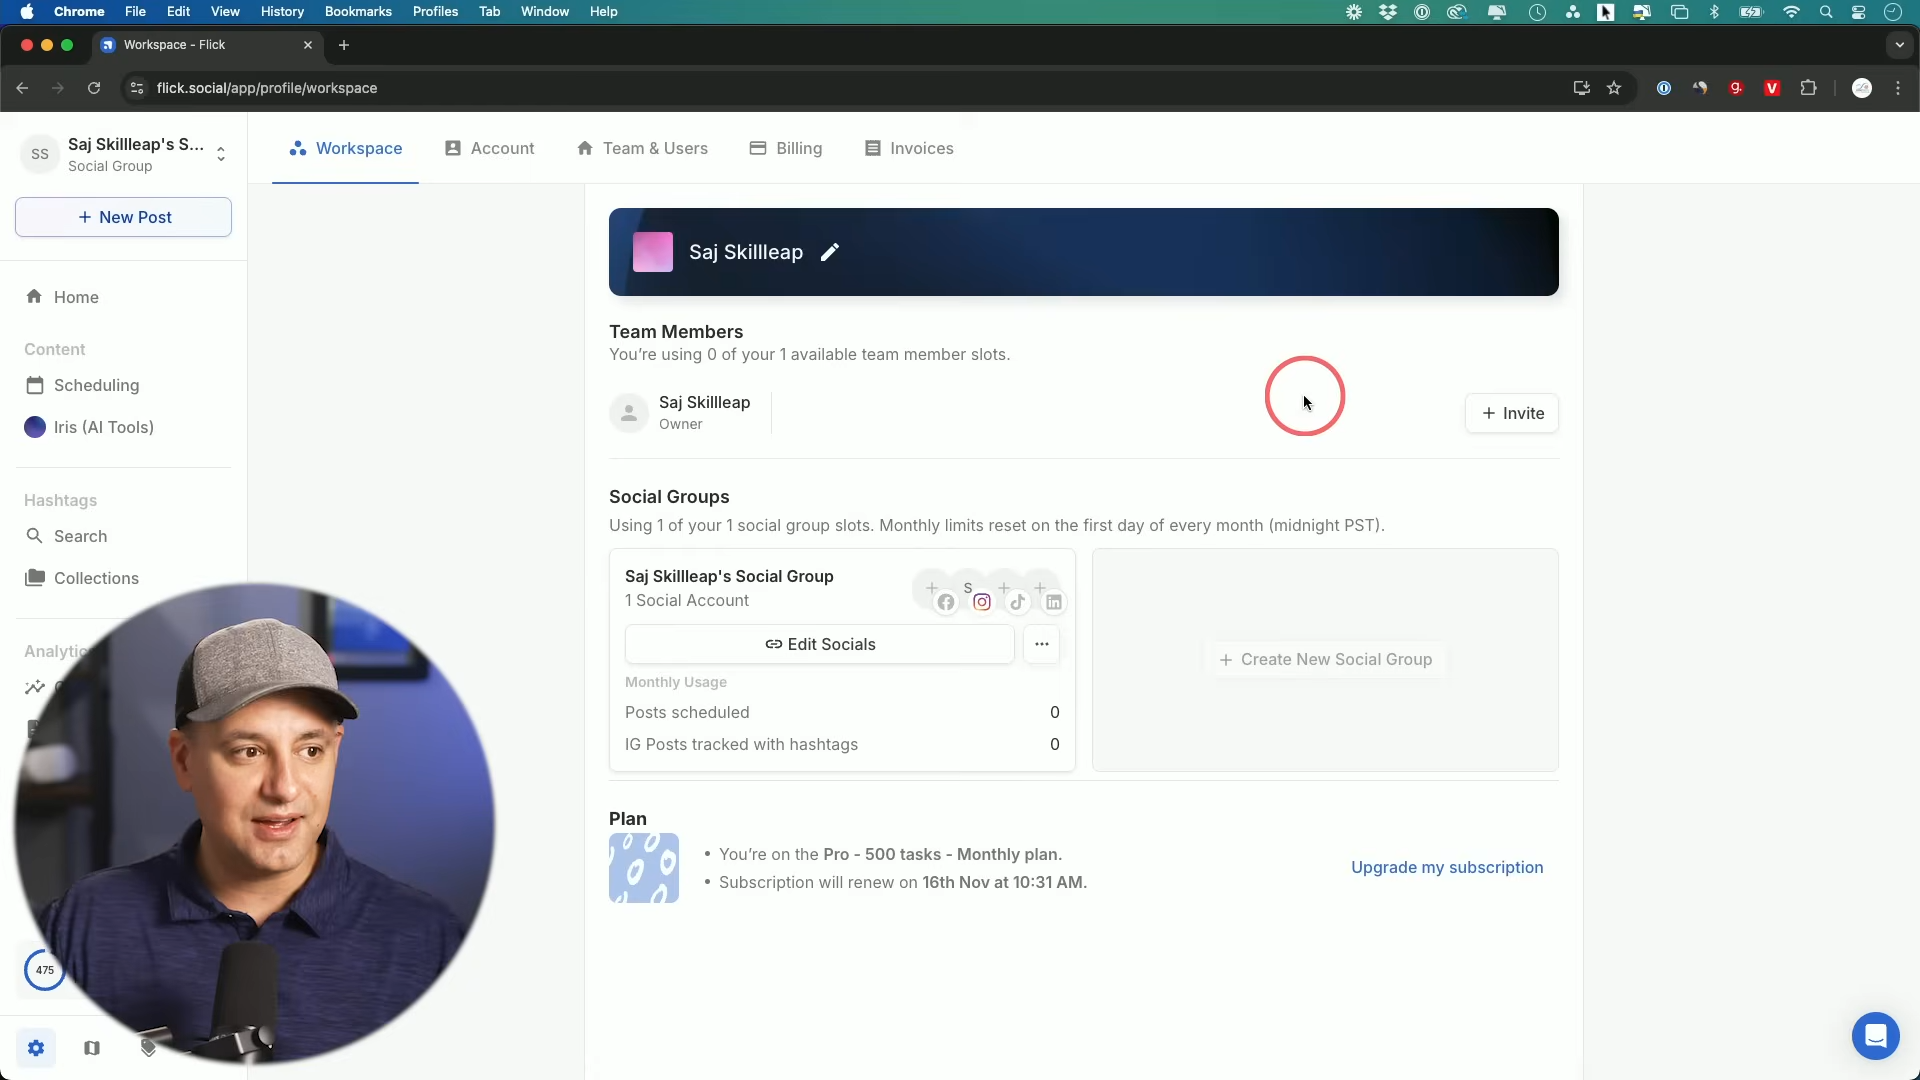 Chrome File Edit View History Bookmarks Profiles Tab Window Help
Workspace - Flick
flick.social/app/profile/workspace
SS
Saj Skillleap's S...
Social Group
Workspace
Account
Team & Users
Billing
Invoices
+ New Post
Saj Skillleap
Home
Team Members
You're using 0 of your 1 available team member slots.
Content
Scheduling
Saj Skillleap
Owner
+ Invite
Iris (AI Tools)
Hashtags
Social Groups
Using 1 of your 1 social group slots. Monthly limits reset on the first day of every month (midnight PST).
Search
Collections
Saj Skillleap's Social Group
1 Social Account
S
Edit Socials
...
+ Create New Social Group
Monthly Usage
Posts scheduled 0
IG Posts tracked with hashtags 0
Plan
• You're on the Pro - 500 tasks - Monthly plan.
• Subscription will renew on 16th Nov at 10:31 AM.
Upgrade my subscription
475